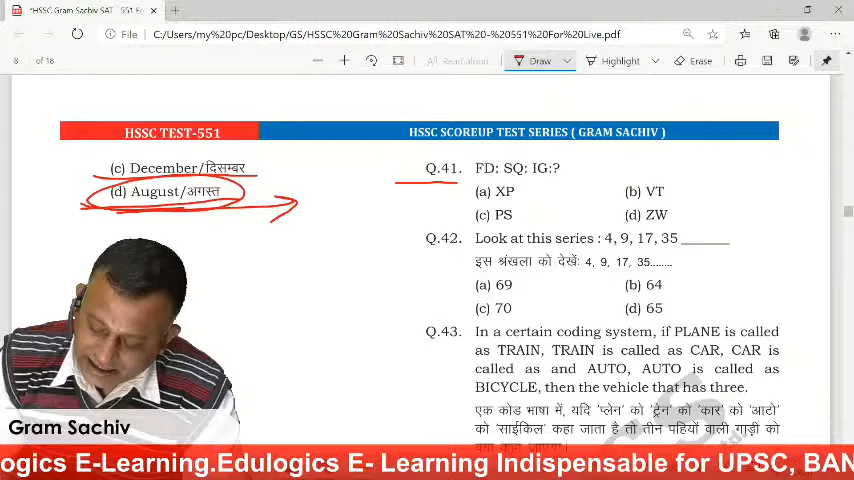 *HSSC Gram Sachiv SAT - 551 Fo
File C:/Users/my%20pc/Desktop/GS/HSSC%20Gram%20Sachiv%20SAT%20-%20551%20For%20Live.pdf
8 of 18
Read aloud
Draw
Highlight
Erase
HSSC TEST-551
HSSC SCOREUP TEST SERIES ( GRAM SACHIV )
(c) December/दिसम्बर
(d) August/अगस्त
Q.41. FD: SQ: IG:?
(a) XP (b) VT
(c) PS (d) ZW
Q.42. Look at this series : 4, 9, 17, 35 ______
इस श्रंखला को देखेंः 4, 9, 17, 35.......
(a) 69 (b) 64
(c) 70 (d) 65
Q.43. In a certain coding system, if PLANE is called
as TRAIN, TRAIN is called as CAR, CAR is
called as and AUTO, AUTO is called as
BICYCLE, then the vehicle that has three.
एक कोड भाषा में, यदि 'प्लेन' को 'ट्रेन' को 'कार' को 'आटो'
को 'साईकिल' कहा जाता है तो तीन पहियों वाली गाड़ी को
क्या कहा जाएगा।
Gram Sachiv
ologics E-Learning.Edulogics E- Learning Indispensable for UPSC, BAN